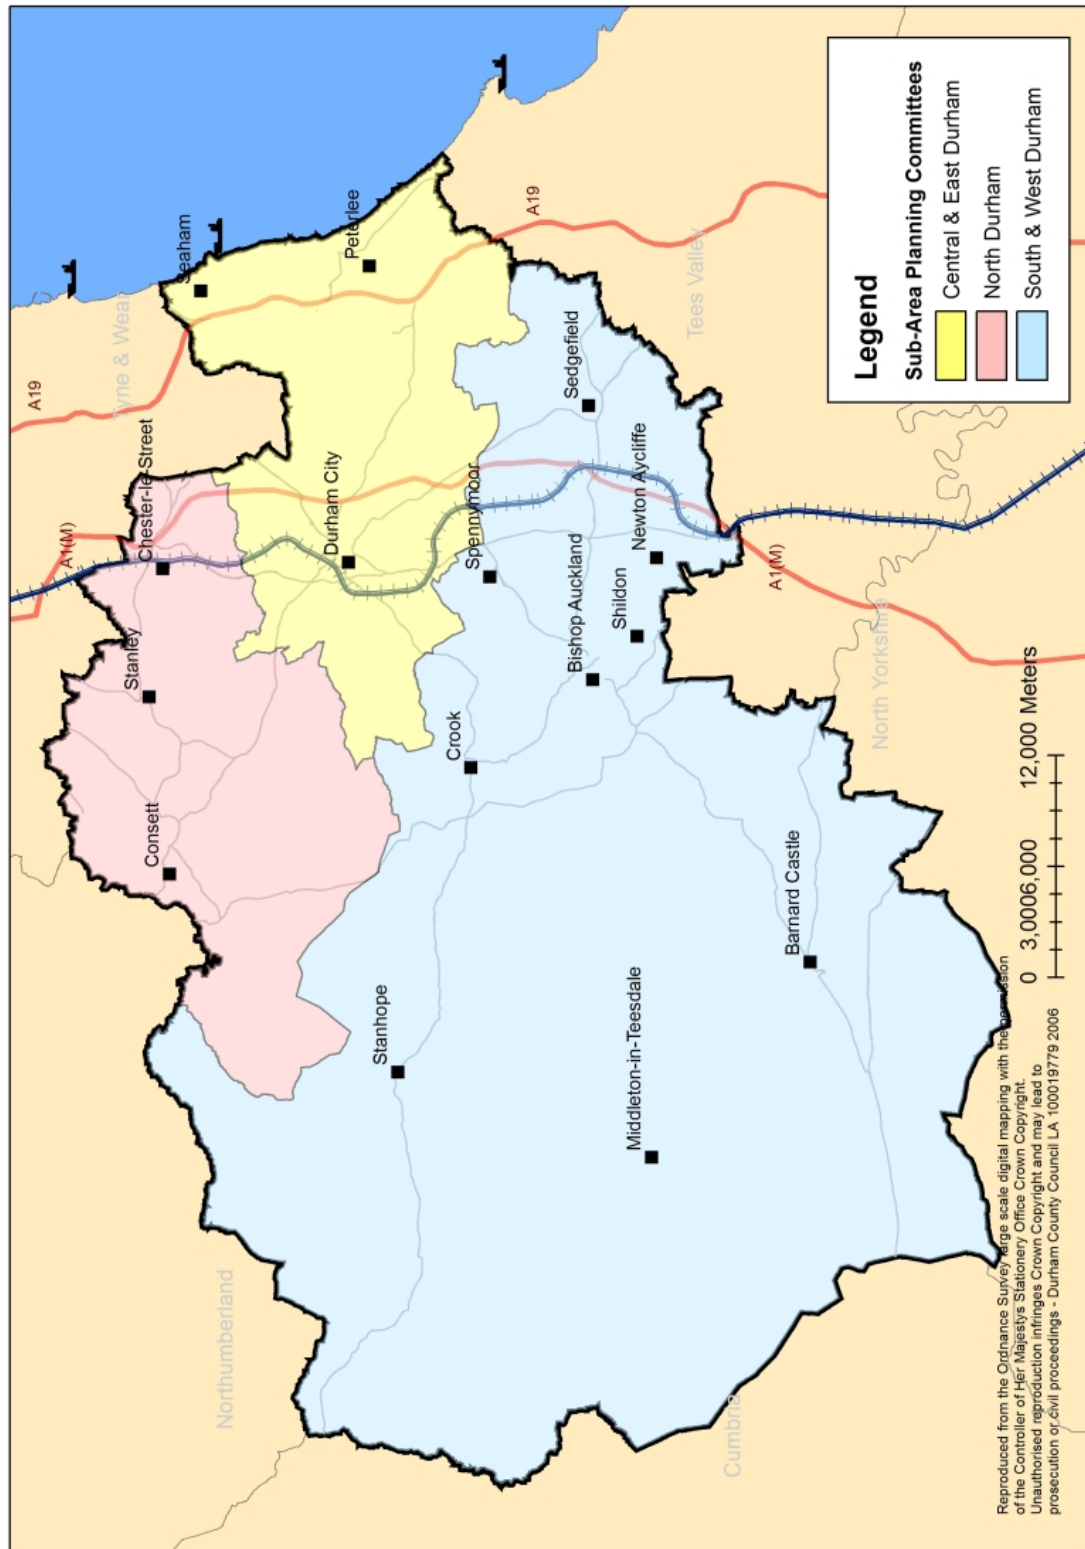 A19
Tyne & Wear
Seaham
A1(M)
Chester-le-Street
Stanley
Consett
Peterlee
Durham City
Northumberland
Stanhope
Crook
Spennymoor
A19
Sedgefield
Bishop Auckland
Newton Aycliffe
Shildon
Middleton-in-Teesdale
Tees Valley
A1(M)
Barnard Castle
Cumbria
North Yorkshire
Legend
Sub-Area Planning Committees
Central & East Durham
North Durham
South & West Durham
0 3,0006,000 12,000 Meters
Reproduced from the Ordnance Survey large scale digital mapping with the permission
of the Controller of Her Majestys Stationery Office Crown Copyright.
Unauthorised reproduction infringes Crown Copyright and may lead to
prosecution or civil proceedings - Durham County Council LA 100019779 2006